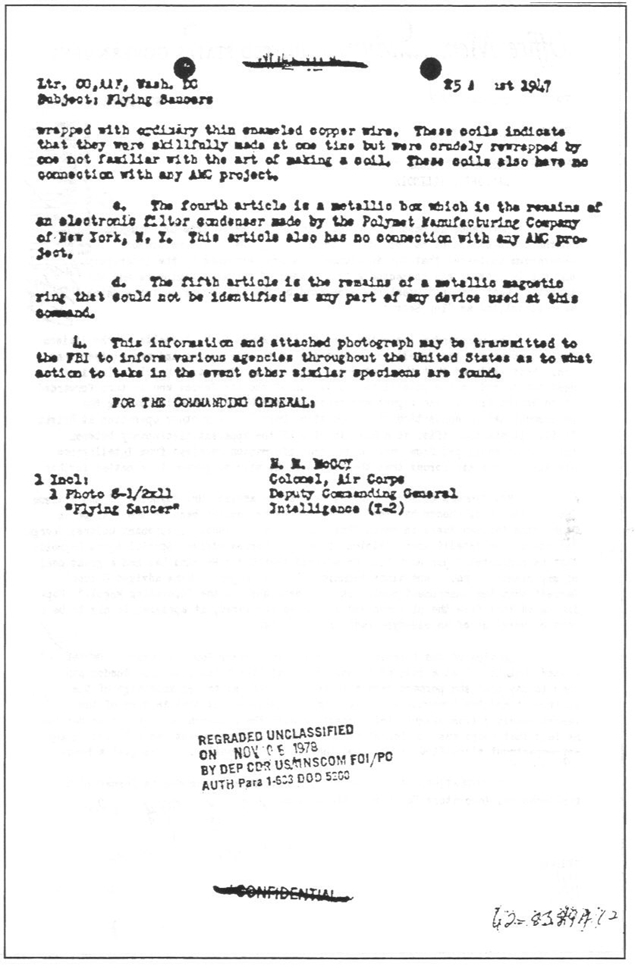 Ltr. CG, AAF, Wash. DC 25 A st 1947
Subject: Flying Saucers
wrapped with ordinary thin enameled copper wire. These coils indicate
that they were skillfully made at one time but were crudely rewrapped by
one not familiar with the art of making a coil. These coils also have no
connection with any AMC project.
c. The fourth article is a metallic box which is the remains of
an electronic filter condenser made by the Polymet Manufacturing Company
of New York, N. Y. This article also has no connection with any AMC pro-
ject.
d. The fifth article is the remains of a metallic magnetic
ring that could not be identified as any part of any device used at this
command.
4. This information and attached photograph may be transmitted to
the FBI to inform various agencies throughout the United States as to what
action to take in the event other similar specimens are found.
FOR THE COMMANDING GENERAL:
1 Incl:
1 Photo 8-1/2x11
"Flying Saucer"
H. M. McCOY
Colonel, Air Corps
Deputy Commanding General
Intelligence (T-2)
REGRADED UNCLASSIFIED
ON NOV 1978
BY DEP CDR USAINSCOM FOI/PO
AUTH Para 1-603 DOD 5200
CONFIDENTIAL